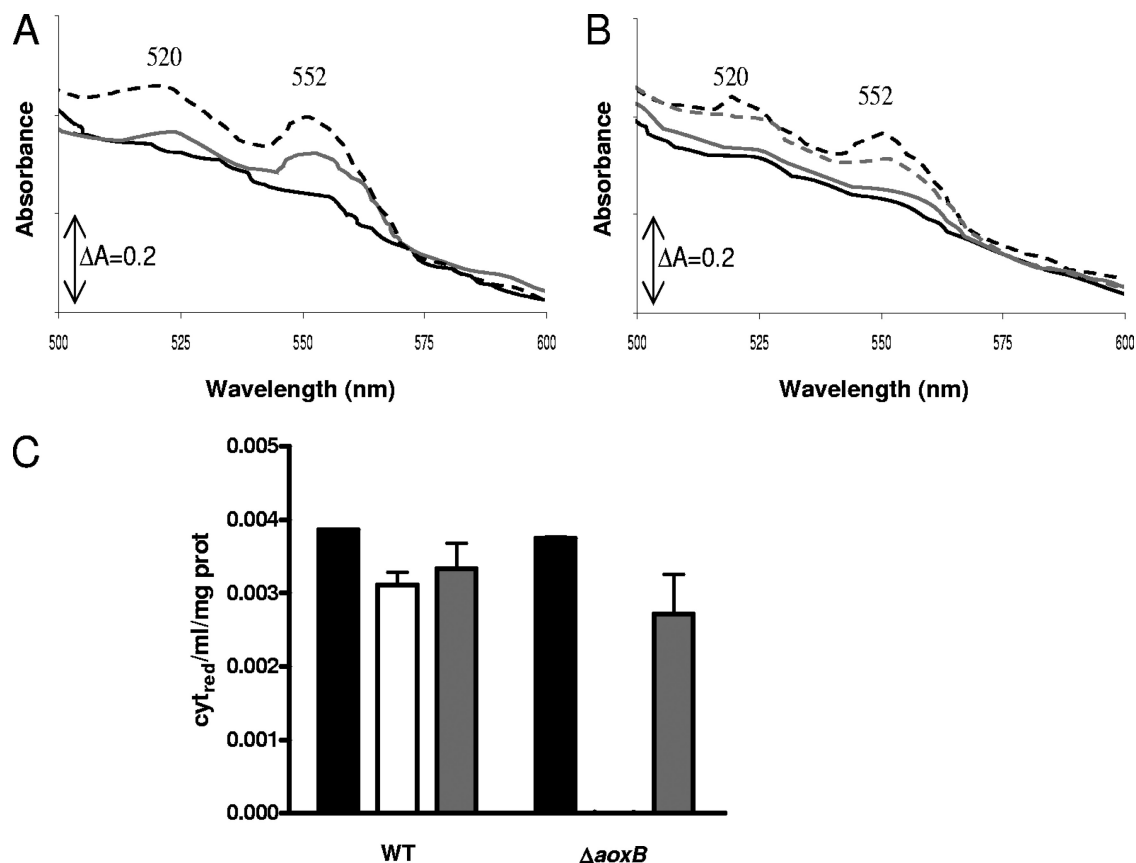 A
B
520
552
520
552
Absorbance
Absorbance
ΔA=0.2
ΔA=0.2
500 525 550 575 600
500 525 550 575 600
Wavelength (nm)
Wavelength (nm)
C
0.005
0.004
0.003
0.002
0.001
0.000
cytred/ml/mg prot
WT
ΔaoxB